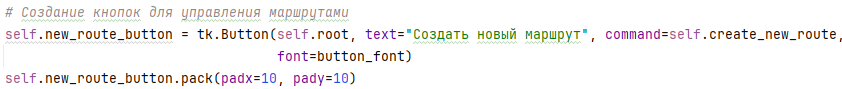 # Создание кнопок для управления маршрутами
self.new_route_button = tk.Button(self.root, text="Создать новый маршрут", command=self.create_new_route,
font=button_font)
self.new_route_button.pack(padx=10, pady=10)